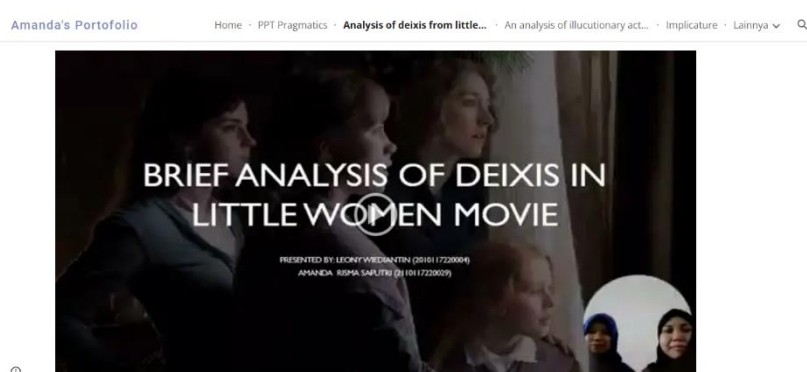 Amanda's Portofolio
Home · PPT Pragmatics · Analysis of deixis from little... · An analysis of illucutionary act... · Implicature · Lainnya
BRIEF ANALYSIS OF DEIXIS IN
LITTLE WOMEN MOVIE
PRESENTED BY: LEONY WIEDIANTIN (2010117220004)
AMANDA RISMA SAPUTRI (2110117220029)